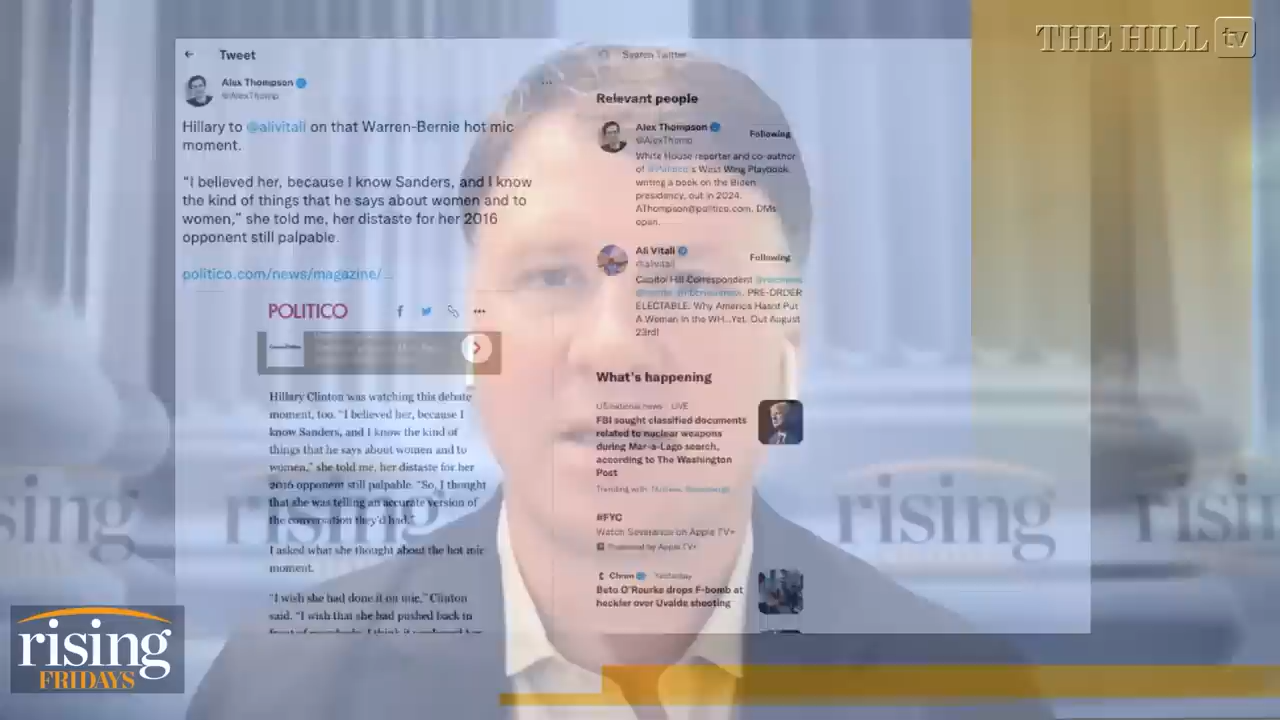 THE HILL tv
Tweet
Search Twitter
Alex Thompson
@AlexThomp
Hillary to @alivitali on that Warren-Bernie hot mic
moment.
“I believed her, because I know Sanders, and I know
the kind of things that he says about women and to
women,” she told me, her distaste for her 2016
opponent still palpable.
politico.com/news/magazine/...
POLITICO
Hillary Clinton was watching this debate
moment, too. “I believed her, because I
know Sanders, and I know the kind of
things that he says about women and to
women,” she told me, her distaste for her
2016 opponent still palpable. “So, I thought
that she was telling an accurate version of
the conversation they’d had.”
I asked what she thought about the hot mic
moment.
“I wish she had done it on mic,” Clinton
said. “I wish that she had pushed back in
Relevant people
Alex Thompson
@AlexThomp
Following
White House reporter and co-author
of @Politico's West Wing Playbook.
writing a book on the Biden
presidency, out in 2024.
AThompson@politico.com. DMs
open.
Ali Vitali
@alivitali
Following
Capitol Hill Correspondent
PRE-ORDER
ELECTABLE: Why America Hasnt Put
A Woman in the WH...Yet. Out August
23rd!
What's happening
US national news · LIVE
FBI sought classified documents
related to nuclear weapons
during Mar-a-Lago search,
according to The Washington
Post
Trending with
#FYC
Watch Severance on Apple TV+
Promoted by Apple TV+
Chron · Yesterday
Beto O'Rourke drops F-bomb at
heckler over Uvalde shooting
rising
rising
rising
rising
rising
FRIDAYS